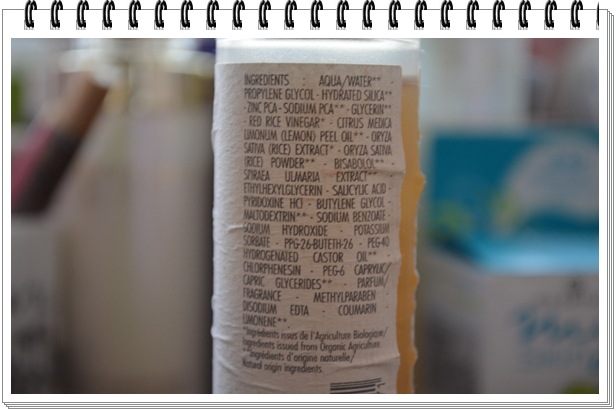 INGREDIENTS : AQUA/WATER**
PROPYLENE GLYCOL - HYDRATED SILICA**
- ZINC PCA - SODIUM PCA** - GLYCERIN**
- RED RICE VINEGAR* - CITRUS MEDICA
LIMONUM (LEMON) PEEL OIL** - ORYZA
SATIVA (RICE) EXTRACT* - ORYZA SATIVA
(RICE) POWDER** - BISABOLOL** -
SPIRAEA ULMARIA EXTRACT** -
ETHYLHEXYLGLYCERIN - SALICYLIC ACID -
PYRIDOXINE HCI - BUTYLENE GLYCOL -
MALTODEXTRIN** - SODIUM BENZOATE -
SODIUM HYDROXIDE - POTASSIUM
SORBATE - PPG-26-BUTETH-26 - PEG-40
HYDROGENATED CASTOR OIL** -
CHLORPHENESIN - PEG-6 CAPRYLIC/
CAPRIC GLYCERIDES** - PARFUM/
FRAGRANCE - METHYLPARABEN -
DISODIUM EDTA - COUMARIN -
LIMONENE**
*Ingrédients issus de l'Agriculture Biologique/
Ingredients issued from Organic Agriculture.
**Ingrédients d'origine naturelle/
Natural origin ingredients.